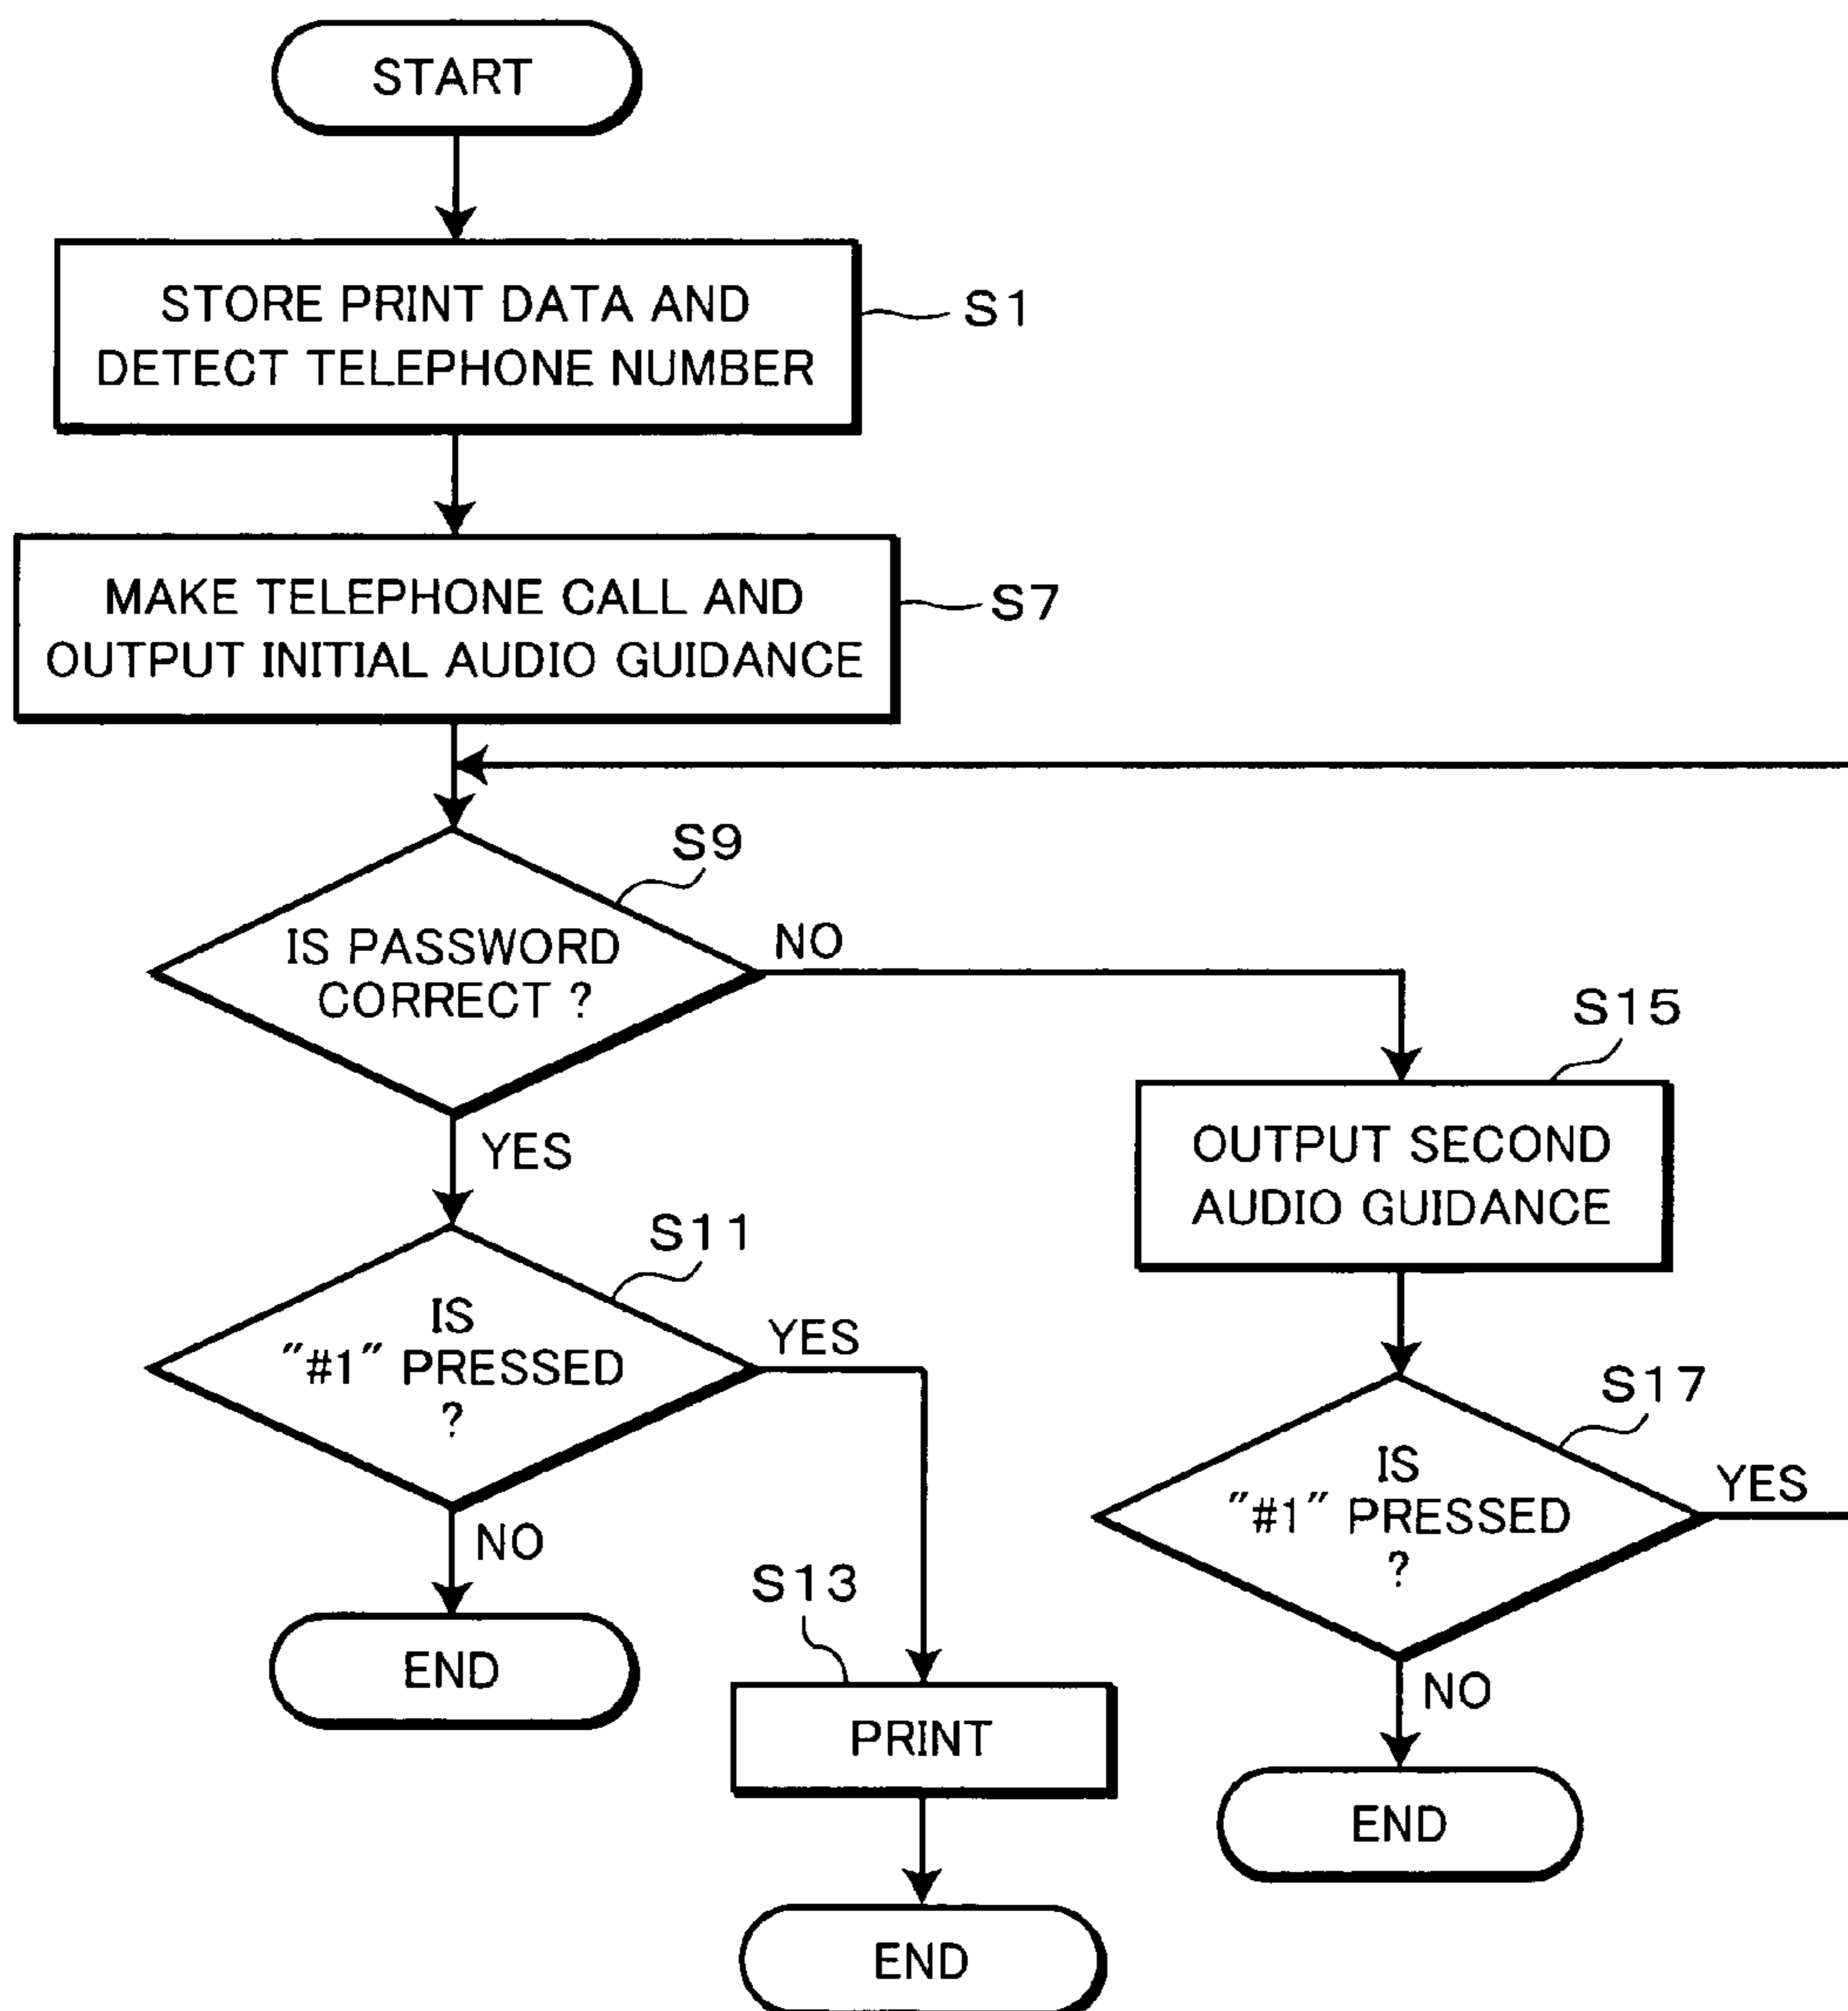 START
STORE PRINT DATA AND
DETECT TELEPHONE NUMBER
S1
MAKE TELEPHONE CALL AND
OUTPUT INITIAL AUDIO GUIDANCE
S7
S9
IS PASSWORD
CORRECT ?
NO
YES
S15
OUTPUT SECOND
AUDIO GUIDANCE
S11
IS
"#1" PRESSED
?
YES
NO
S17
IS
"#1" PRESSED
?
YES
NO
END
S13
PRINT
END
END